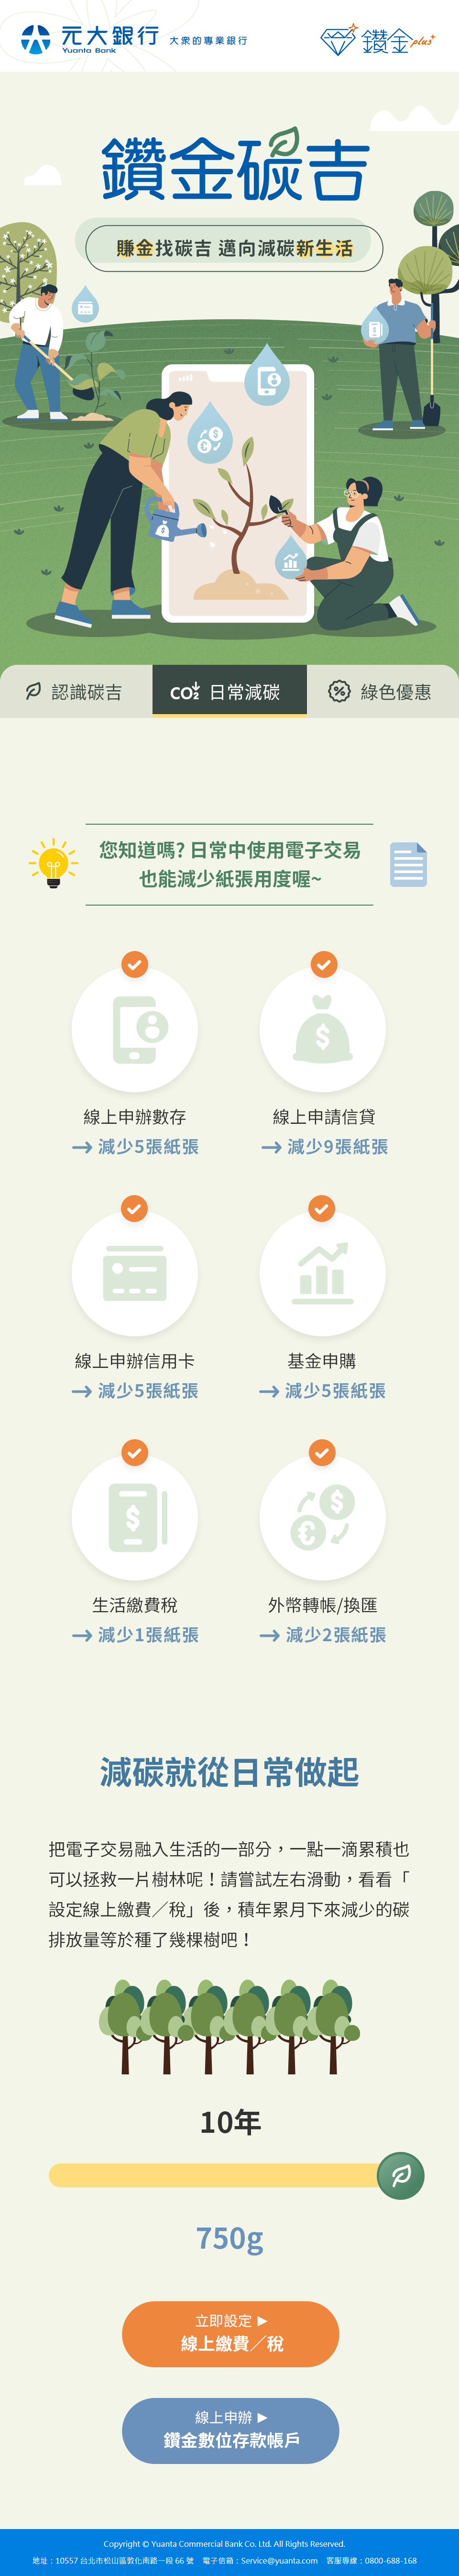 元大銀行
Yuanta Bank
大眾的專業銀行
鑽金plus+
鑽金碳吉
賺金找碳吉 邁向減碳新生活
認識碳吉
CO2 日常減碳
綠色優惠
您知道嗎? 日常中使用電子交易
也能減少紙張用度喔~
線上申辦數存
減少5張紙張
線上申請信貸
減少9張紙張
線上申辦信用卡
減少5張紙張
基金申購
減少5張紙張
生活繳費稅
減少1張紙張
外幣轉帳/換匯
減少2張紙張
減碳就從日常做起
把電子交易融入生活的一部分，一點一滴累積也
可以拯救一片樹林呢！請嘗試左右滑動，看看「
設定線上繳費／稅」後，積年累月下來減少的碳
排放量等於種了幾棵樹吧！
10年
750g
立即設定 ▶
線上繳費／稅
線上申辦 ▶
鑽金數位存款帳戶
Copyright © Yuanta Commercial Bank Co. Ltd. All Rights Reserved.
地址：10557 台北市松山區敦化南路一段 66 號 電子信箱：Service@yuanta.com 客服專線：0800-688-168